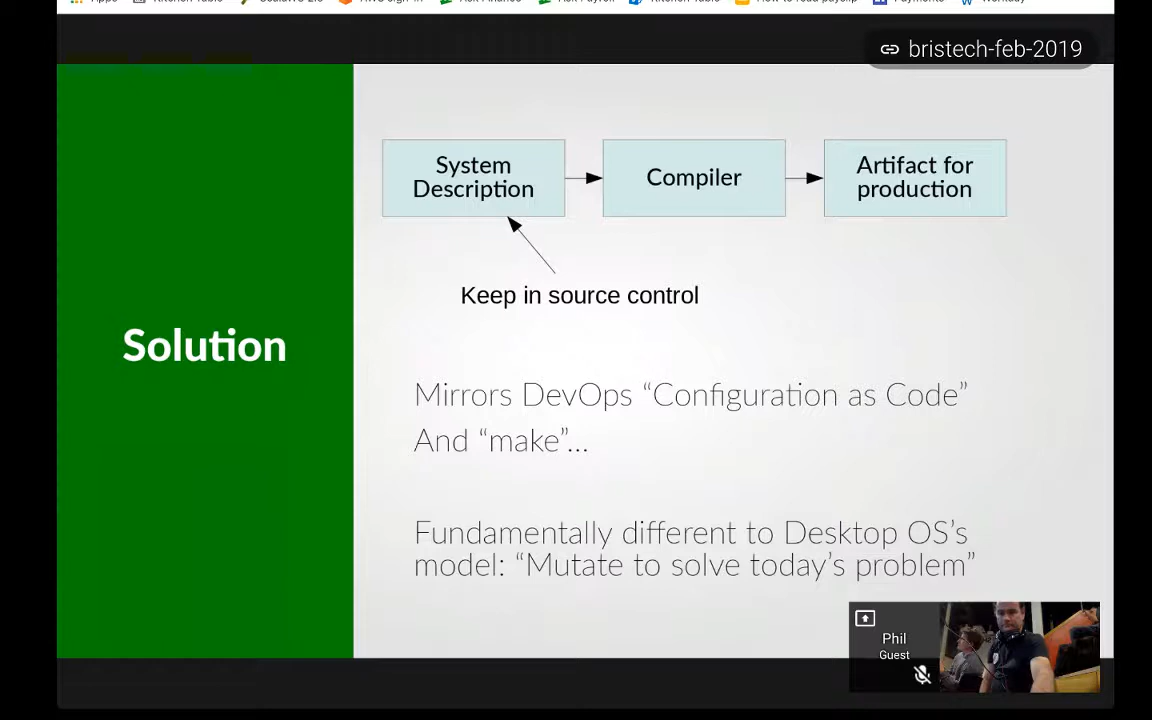 bristech-feb-2019
System
Description
Compiler
Artifact for
production
Keep in source control
Solution
Mirrors DevOps “Configuration as Code”
And “make”...
Fundamentally different to Desktop OS’s
model: “Mutate to solve today’s problem”
Phil
Guest